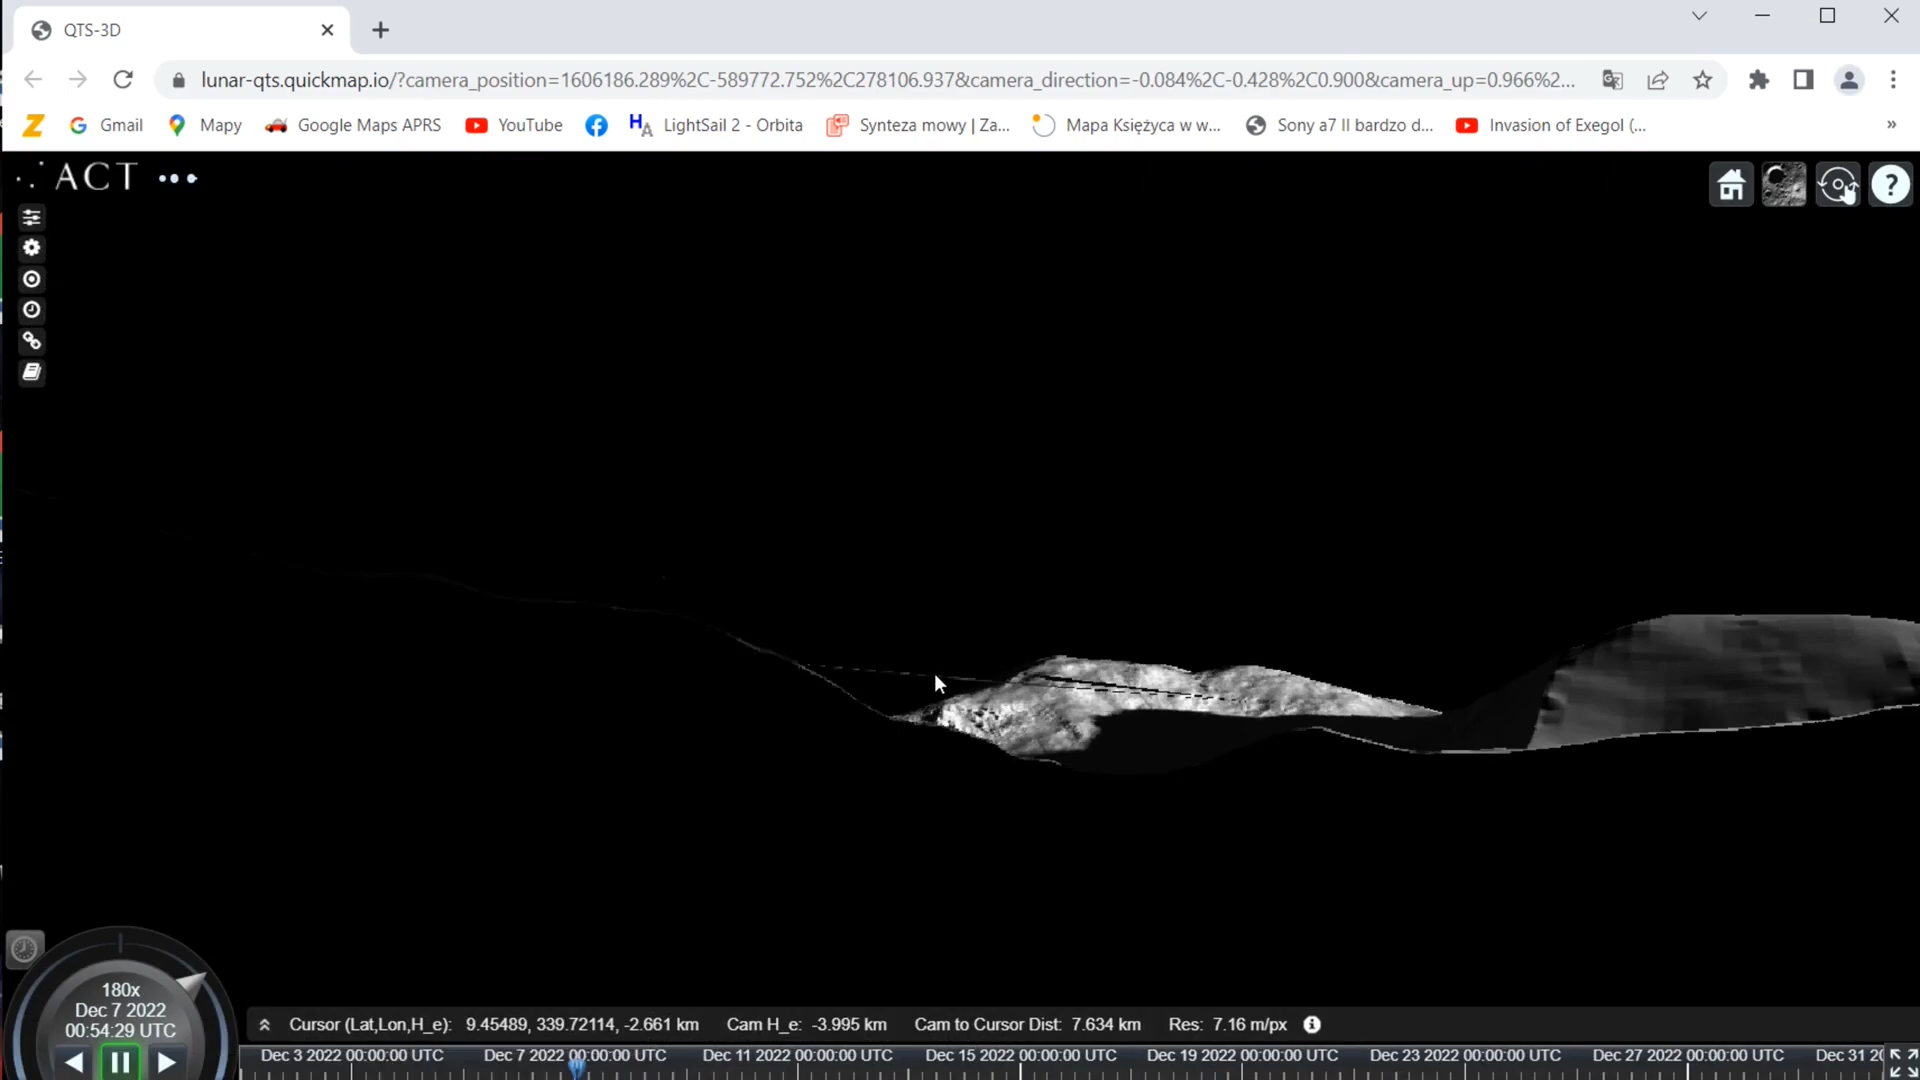 QTS-3D
lunar-qts.quickmap.io/?camera_position=1606186.289%2C-589772.752%2C278106.937&camera_direction=-0.084%2C-0.428%2C0.900&camera_up=0.966%2...
Gmail Mapy Google Maps APRS YouTube LightSail 2 - Orbita Synteza mowy | Za... Mapa Księżyca w w... Sony a7 II bardzo d... Invasion of Exegol (...
ACT
180x
Dec 7 2022
00:54:29 UTC
Cursor (Lat,Lon,H_e): 9.45489, 339.72114, -2.661 km Cam H_e: -3.995 km Cam to Cursor Dist: 7.634 km Res: 7.16 m/px
Dec 3 2022 00:00:00 UTC Dec 7 2022 00:00:00 UTC Dec 11 2022 00:00:00 UTC Dec 15 2022 00:00:00 UTC Dec 19 2022 00:00:00 UTC Dec 23 2022 00:00:00 UTC Dec 27 2022 00:00:00 UTC Dec 31 2